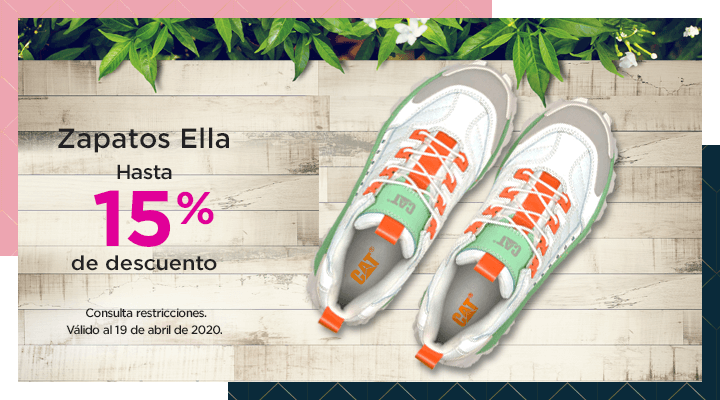 Zapatos Ella
Hasta
15%
de descuento
Consulta restricciones.
Válido al 19 de abril de 2020.
CAT
CAT
CAT®
CAT